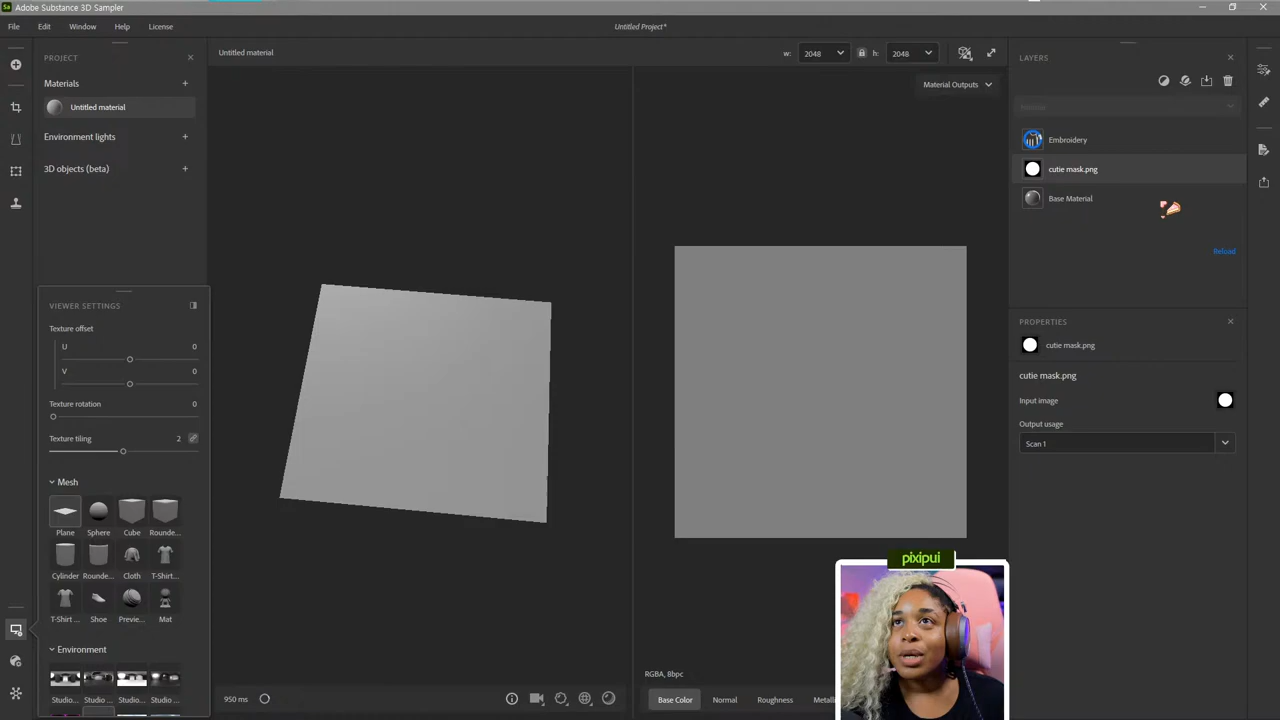 Adobe Substance 3D Sampler
File Edit Window Help License
Untitled Project*
PROJECT
Materials
Untitled material
Environment lights
3D objects (beta)
VIEWER SETTINGS
Texture offset
U 0
V 0
Texture rotation 0
Texture tiling 2
Mesh
Plane Sphere Cube Rounde...
Cylinder Rounde... Cloth T-Shirt...
T-Shirt ... Shoe Previe... Mat
Environment
Studio... Studio ... Studio ... Studio...
Untitled material
w: 2048 h: 2048
Material Outputs
950 ms
RGBA, 8bpc
Base Color Normal Roughness Metalli
pixipui
LAYERS
Normal
Embroidery
cutie mask.png
Base Material
Reload
PROPERTIES
cutie mask.png
cutie mask.png
Input image
Output usage
Scan 1